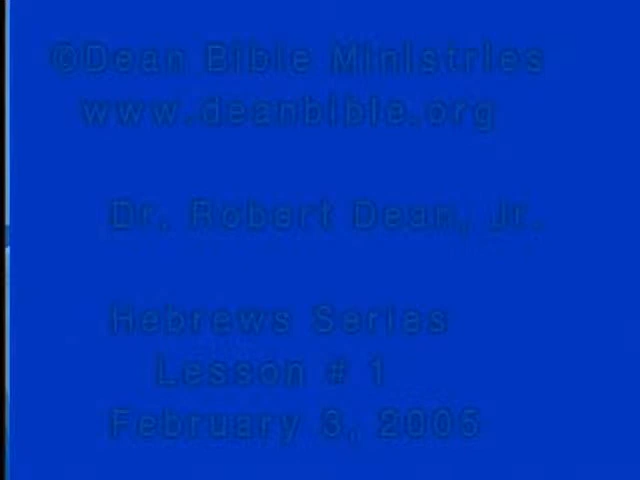 ©Dean Bible Ministries
www.deanbible.org
Dr. Robert Dean, Jr.
Hebrews Series
Lesson # 1
February 3, 2005